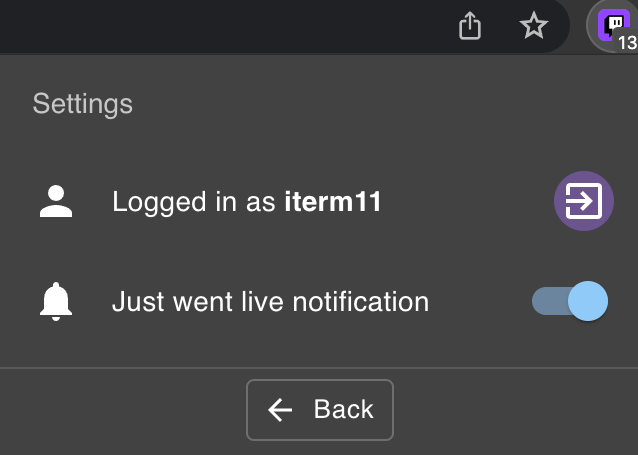 13
Settings
Logged in as iterm11
Just went live notification
Back